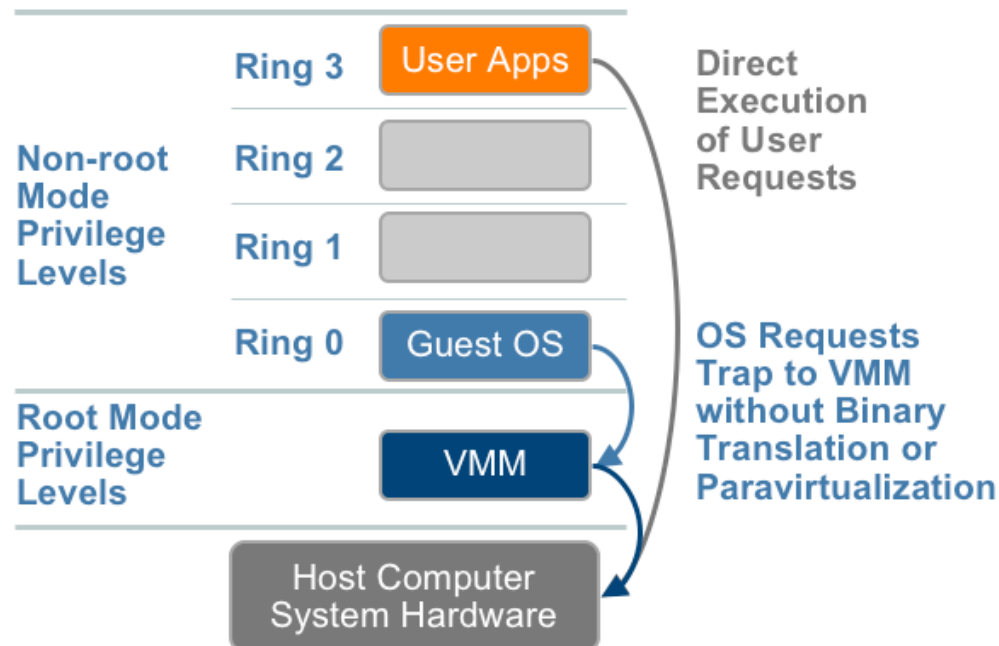 Ring 3
User Apps
Direct
Execution
of User
Requests
Non-root
Mode
Privilege
Levels
Ring 2
Ring 1
Ring 0
Guest OS
OS Requests
Trap to VMM
without Binary
Translation or
Paravirtualization
Root Mode
Privilege
Levels
VMM
Host Computer
System Hardware